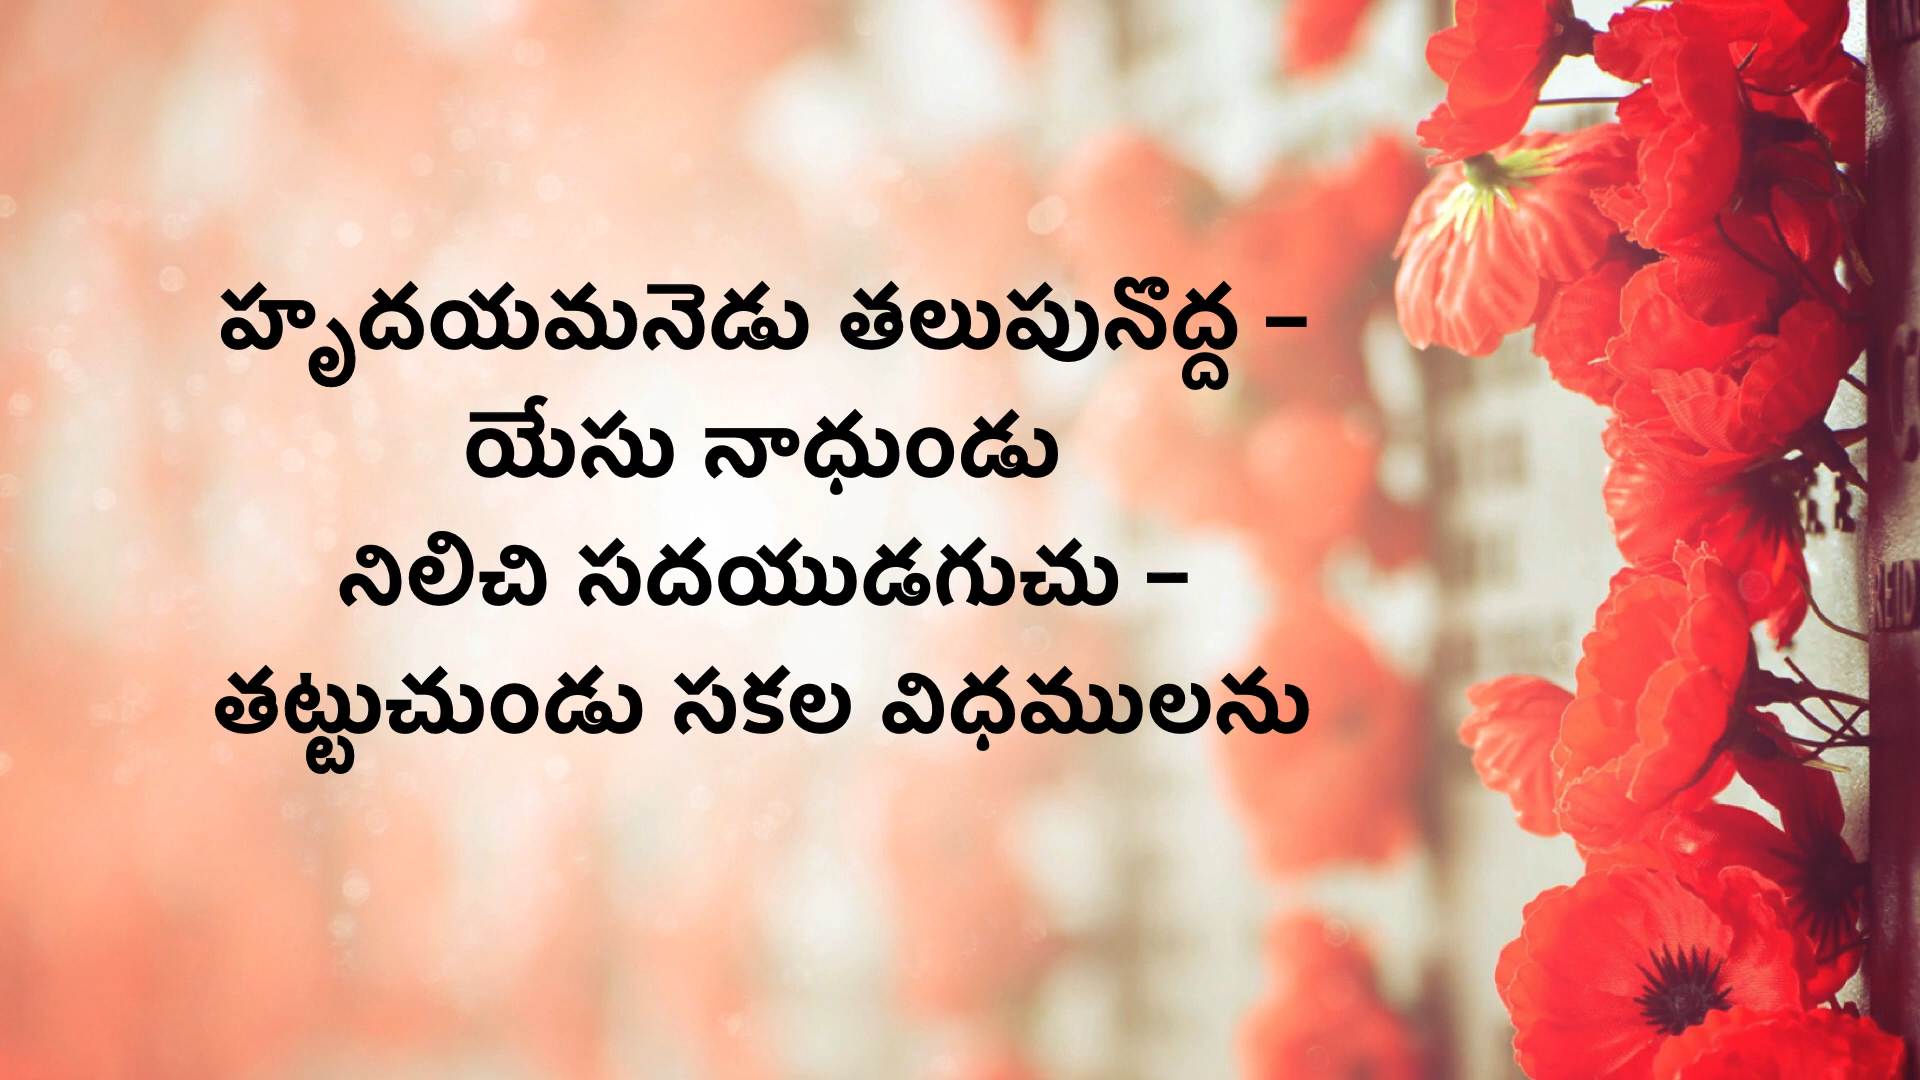 హృదయమనెడు తలుపునొద్ద –
యేసు నాధుండు
నిలిచి సదయుడగుచు –
తట్టుచుండు సకల విధములను